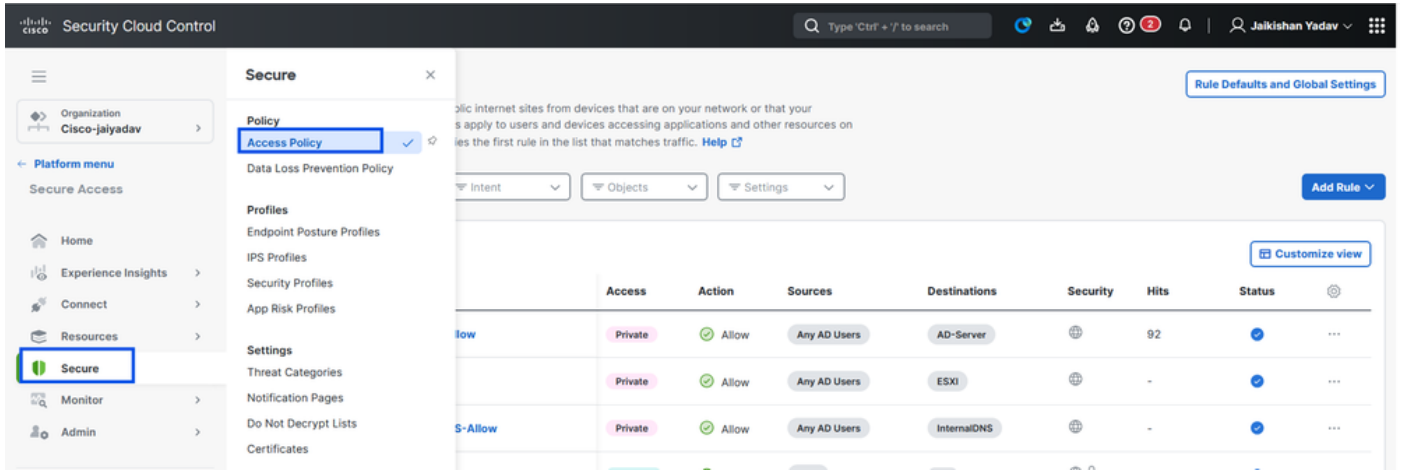 cisco Security Cloud Control
Type 'Ctrl' + '/' to search
2
Jaikishan Yadav
Organization
Cisco-jaiyadav
← Platform menu
Secure Access
Home
Experience Insights
Connect
Resources
Secure
Monitor
Admin
Secure
Policy
Access Policy
Data Loss Prevention Policy
Profiles
Endpoint Posture Profiles
IPS Profiles
Security Profiles
App Risk Profiles
Settings
Threat Categories
Notification Pages
Do Not Decrypt Lists
Certificates
Rule Defaults and Global Settings
internet sites from devices that are on your network or that your
apply to users and devices accessing applications and other resources on
the first rule in the list that matches traffic. Help
Intent
Objects
Settings
Add Rule
Customize view
Access Action Sources Destinations Security Hits Status
llow Private Allow Any AD Users AD-Server 92
Private Allow Any AD Users ESXI -
S-Allow Private Allow Any AD Users InternalDNS -